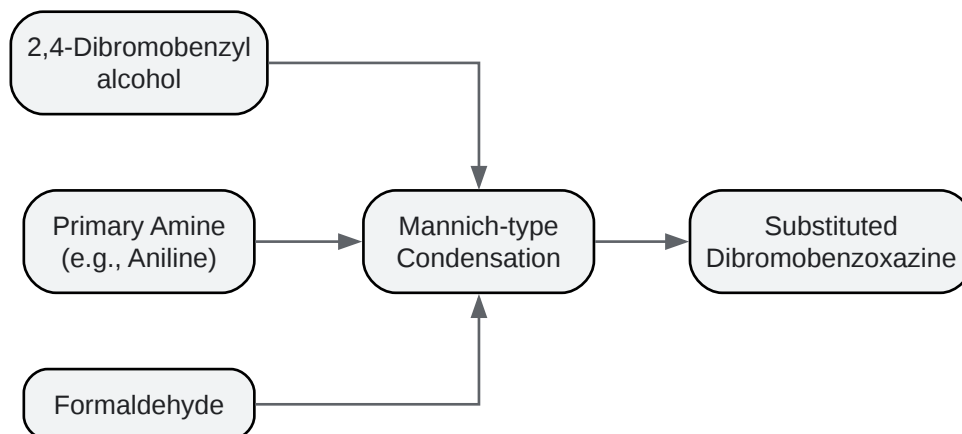 2,4-Dibromobenzyl
alcohol
Primary Amine
(e.g., Aniline)
Mannich-type
Condensation
Substituted
Dibromobenzoxazine
Formaldehyde